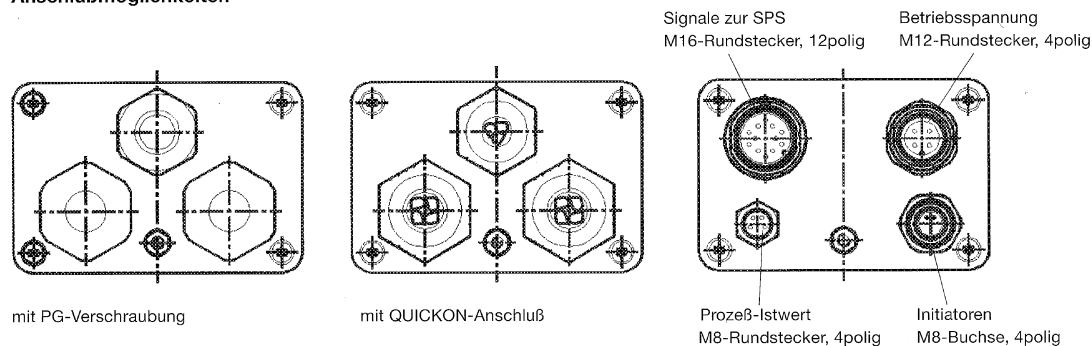 Anschlußmöglichkeiten
Signale zur SPS
M16-Rundstecker, 12polig
Betriebsspannung
M12-Rundstecker, 4polig
mit PG-Verschraubung
mit QUICKON-Anschluß
Prozeß-Istwert
M8-Rundstecker, 4polig
Initiatoren
M8-Buchse, 4polig